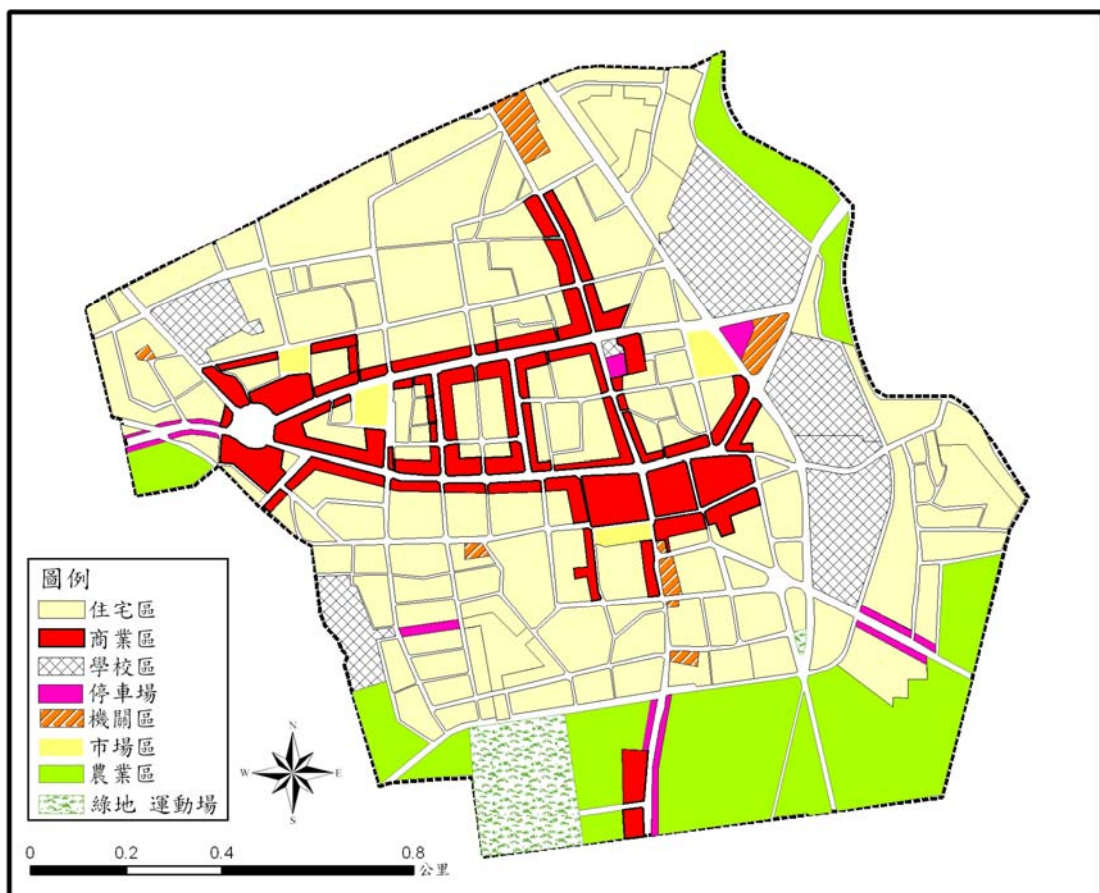 圖例
住宅區
商業區
學校區
停車場
機關區
市場區
農業區
綠地 運動場
N
W E
S
0 0.2 0.4 0.8
公里